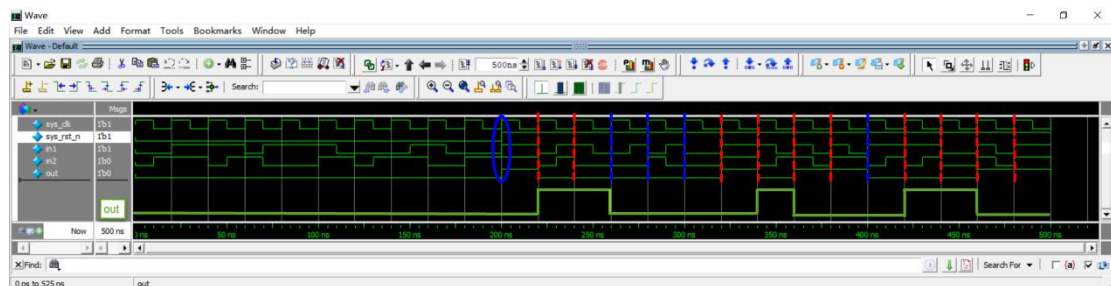 Wave
File Edit View Add Format Tools Bookmarks Window Help
Wave - Default
500 ns
Search:
Msgs
sys_clk 1'b1
sys_rst_n 1'b1
in1 1'b1
in2 1'b0
out 1'b0
out
Now 500 ns
50 ns 100 ns 150 ns 200 ns 250 ns 300 ns 350 ns 400 ns 450 ns 500 ns
Find:
Search For
(a)
0 ps to 525 ns out